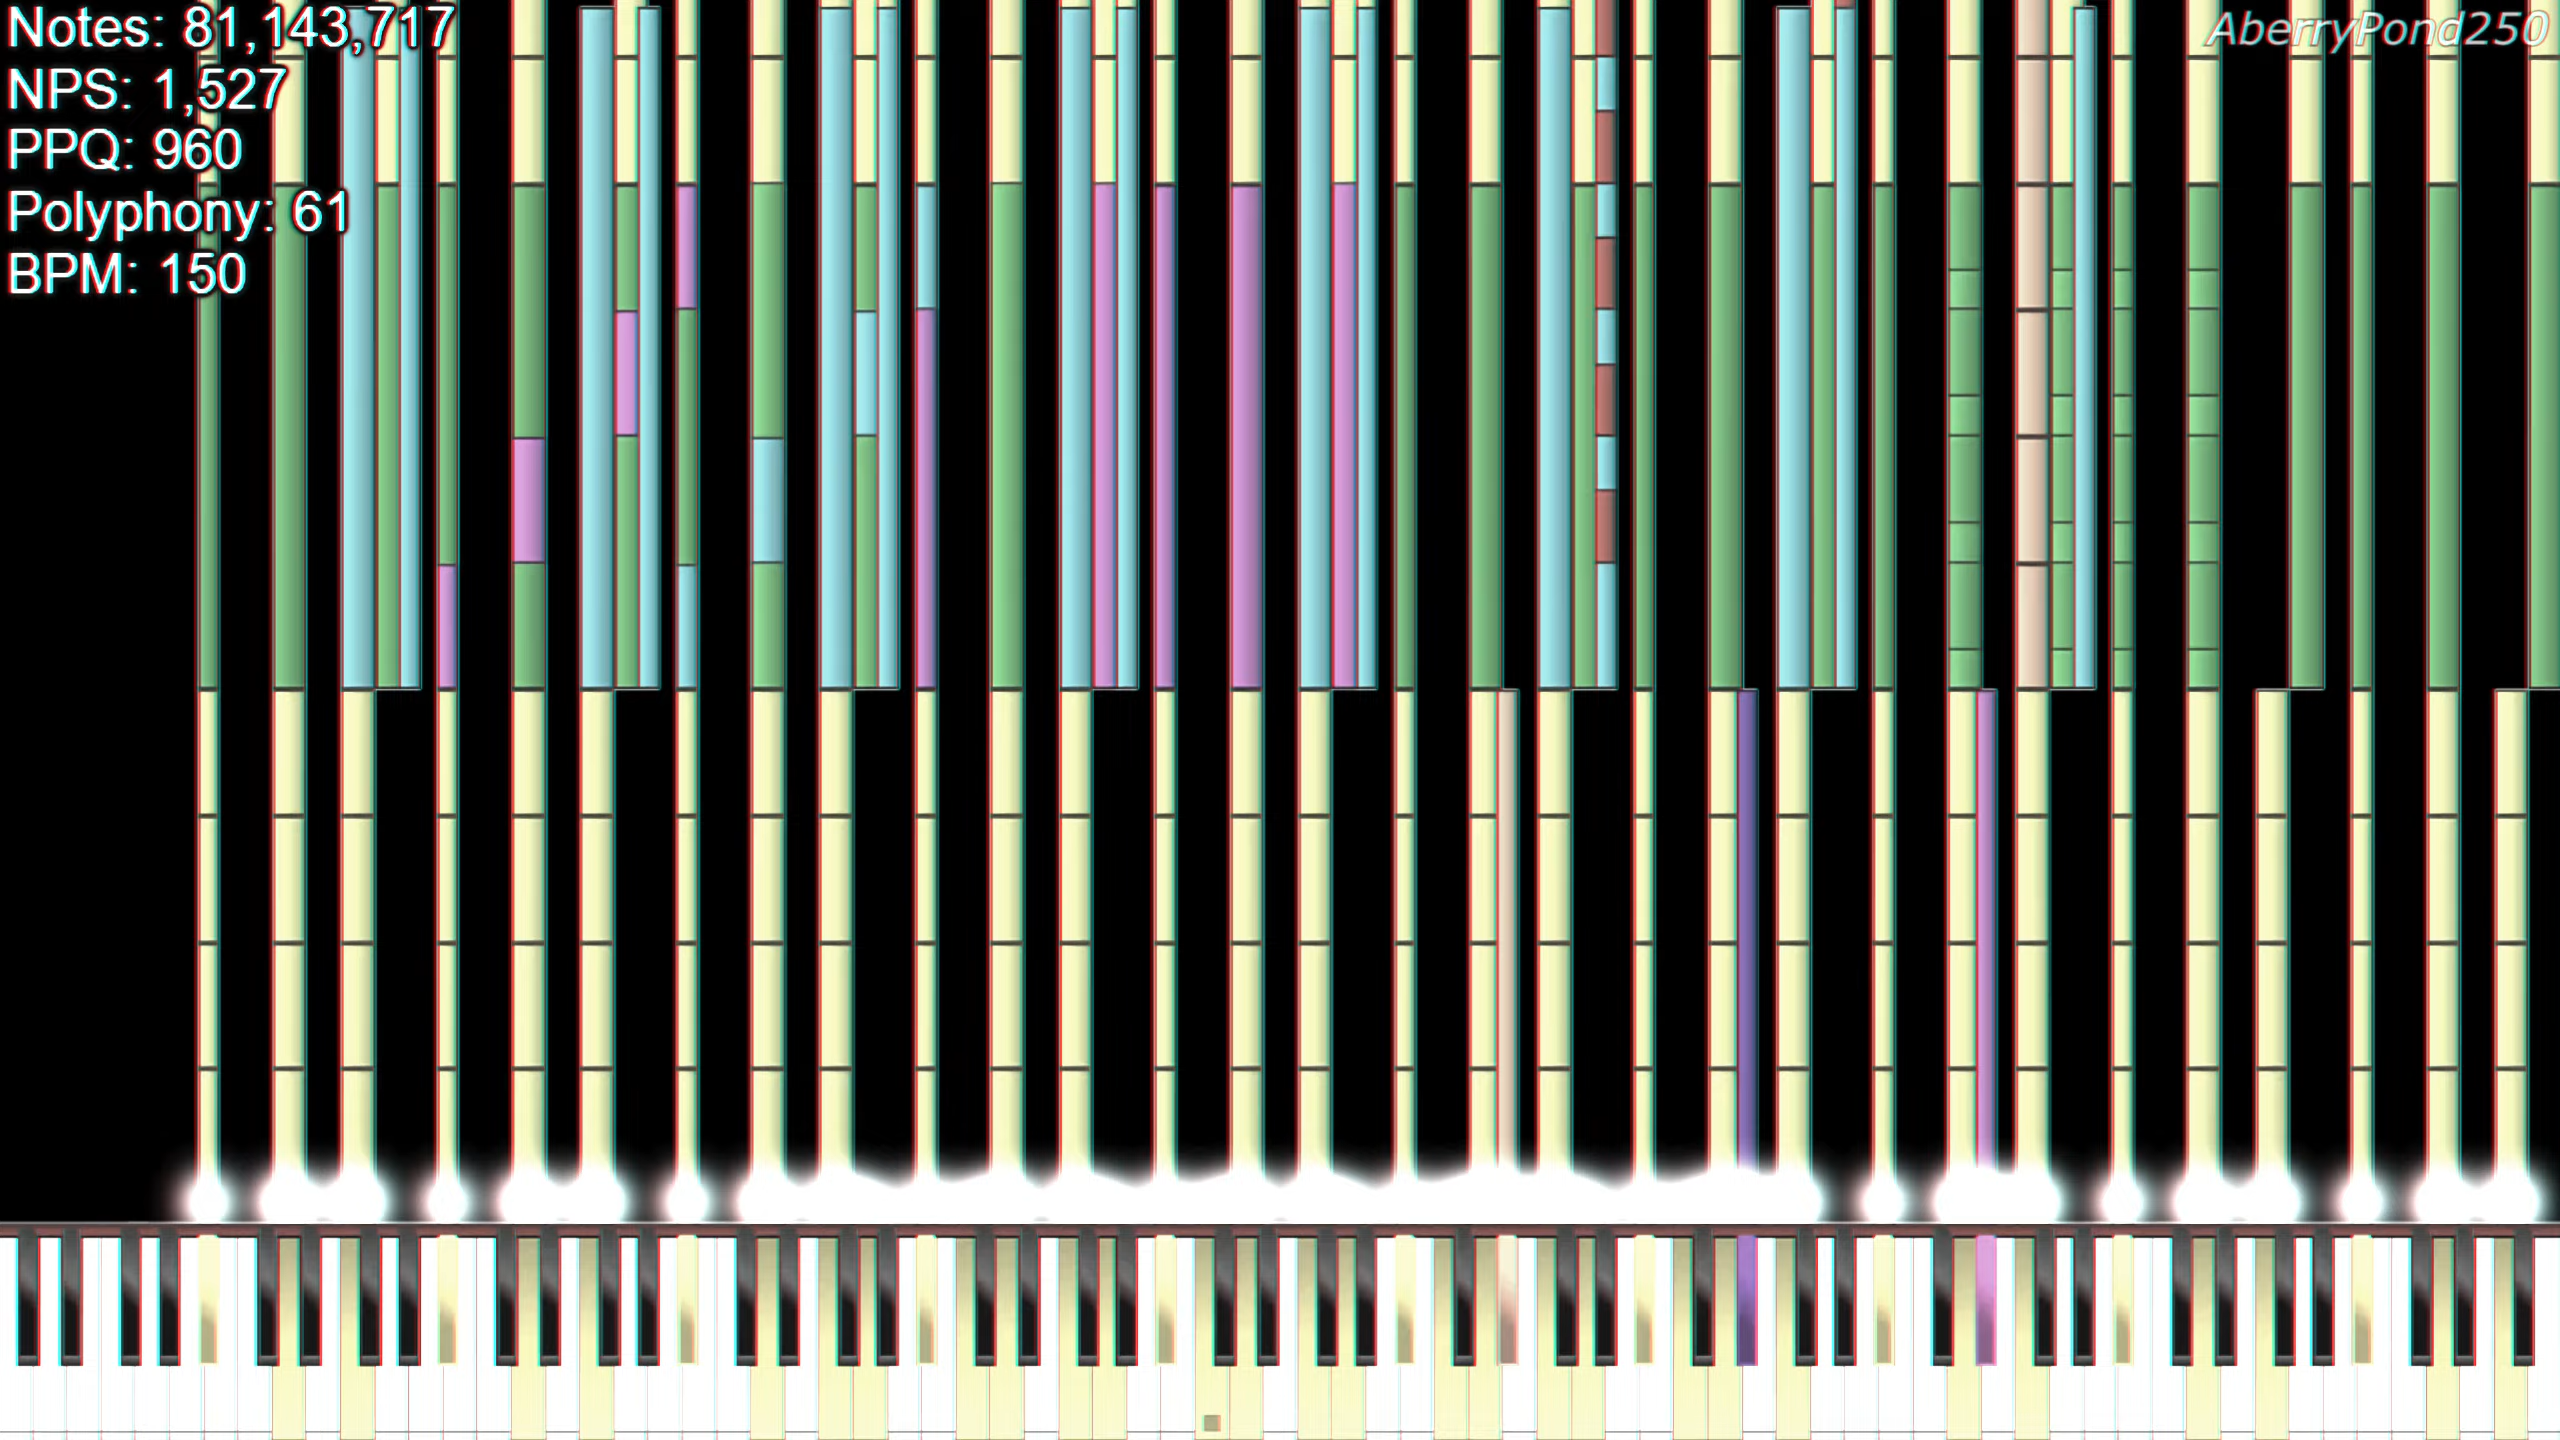 Notes: 81,143,717
AberryPond250
NPS: 1,527
PPQ: 960
Polyphony: 61
BPM: 150